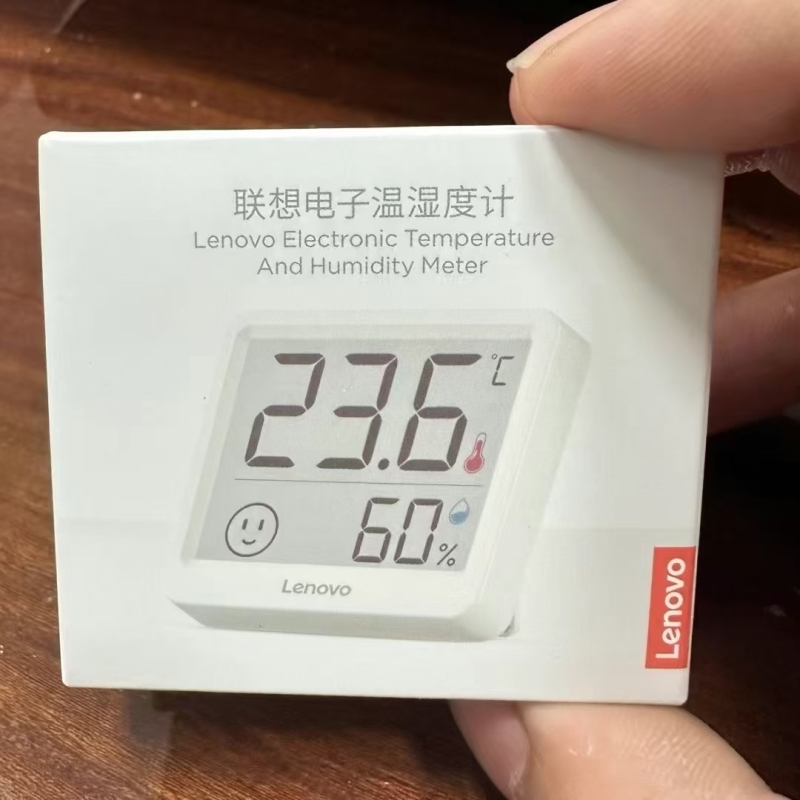 联想电子温湿度计
Lenovo Electronic Temperature
And Humidity Meter
23.6 ℃
60 %
Lenovo
Lenovo